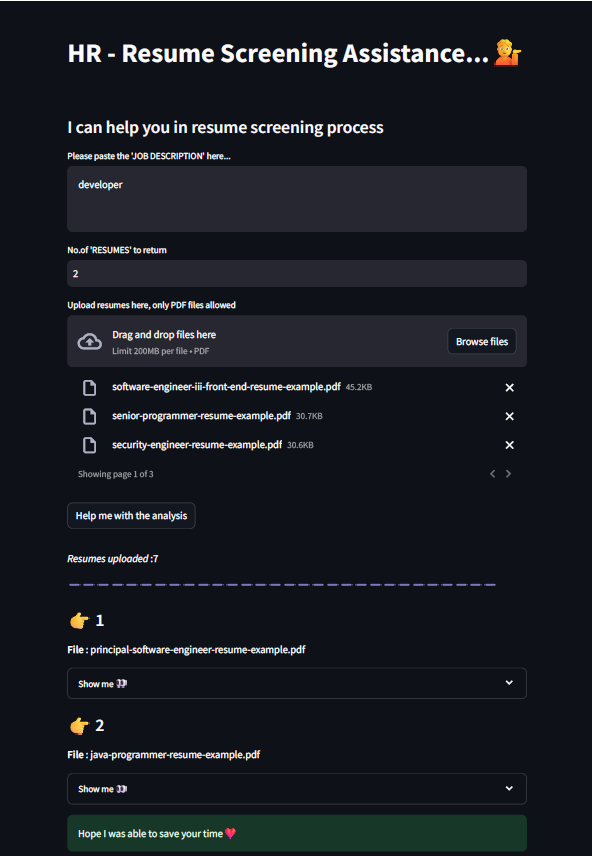 HR - Resume Screening Assistance...
I can help you in resume screening process
Please paste the 'JOB DESCRIPTION' here...
developer
No.of 'RESUMES' to return
2
Upload resumes here, only PDF files allowed
Drag and drop files here
Limit 200MB per file • PDF
Browse files
software-engineer-iii-front-end-resume-example.pdf 45.2KB
senior-programmer-resume-example.pdf 30.7KB
security-engineer-resume-example.pdf 30.6KB
Showing page 1 of 3
Help me with the analysis
Resumes uploaded :7
👉 1
File : principal-software-engineer-resume-example.pdf
Show me 👀
👉 2
File : java-programmer-resume-example.pdf
Show me 👀
Hope I was able to save your time